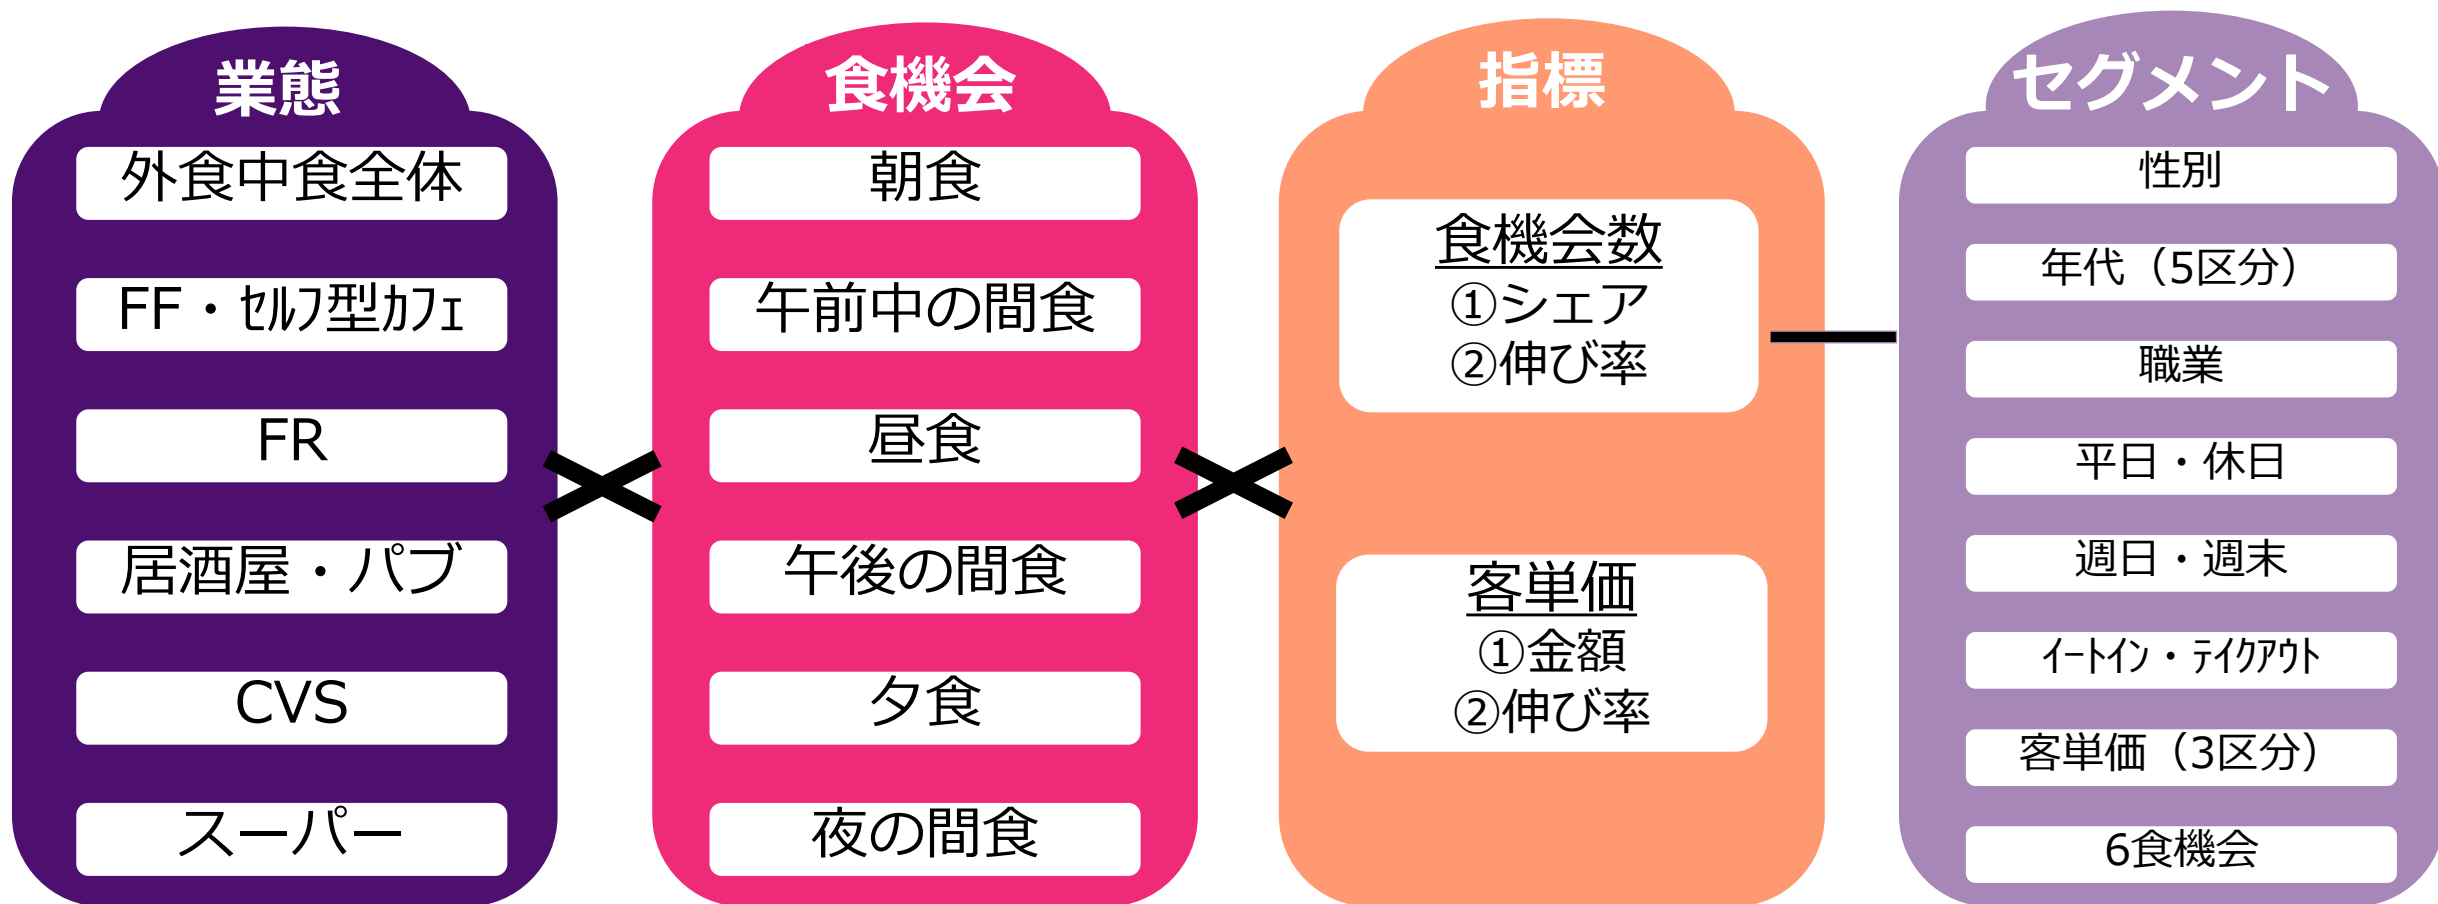 業態
外食中食全体
FF・ｾﾙﾌ型ｶﾌｪ
FR
居酒屋・パブ
CVS
スーパー
食機会
朝食
午前中の間食
昼食
午後の間食
夕食
夜の間食
指標
食機会数
①シェア
②伸び率
客単価
①金額
②伸び率
セグメント
性別
年代（5区分）
職業
平日・休日
週日・週末
ｲｰﾄｲﾝ・ﾃｲｸｱｳﾄ
客単価（3区分）
6食機会